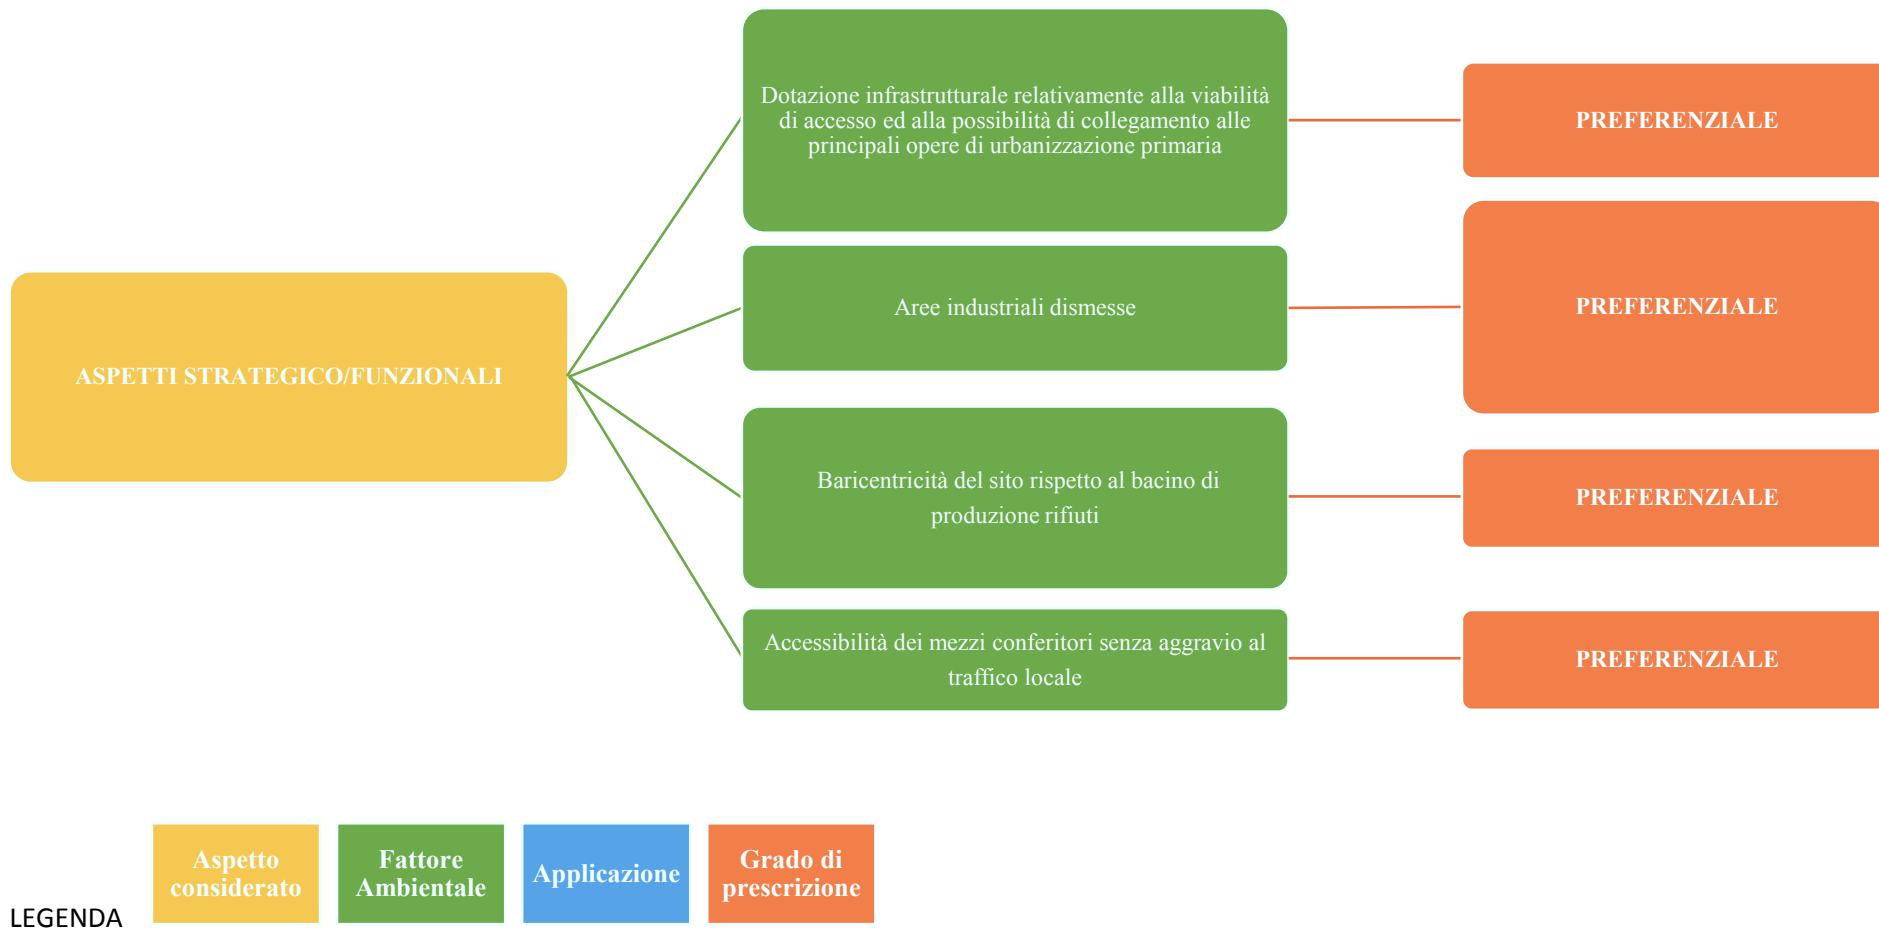 ASPETTI STRATEGICO/FUNZIONALI
Dotazione infrastrutturale relativamente alla viabilità
di accesso ed alla possibilità di collegamento alle
principali opere di urbanizzazione primaria
PREFERENZIALE
Aree industriali dismesse
PREFERENZIALE
Baricentricità del sito rispetto al bacino di
produzione rifiuti
PREFERENZIALE
Accessibilità dei mezzi conferitori senza aggravio al
traffico locale
PREFERENZIALE
LEGENDA
Aspetto
considerato
Fattore
Ambientale
Applicazione
Grado di
prescrizione